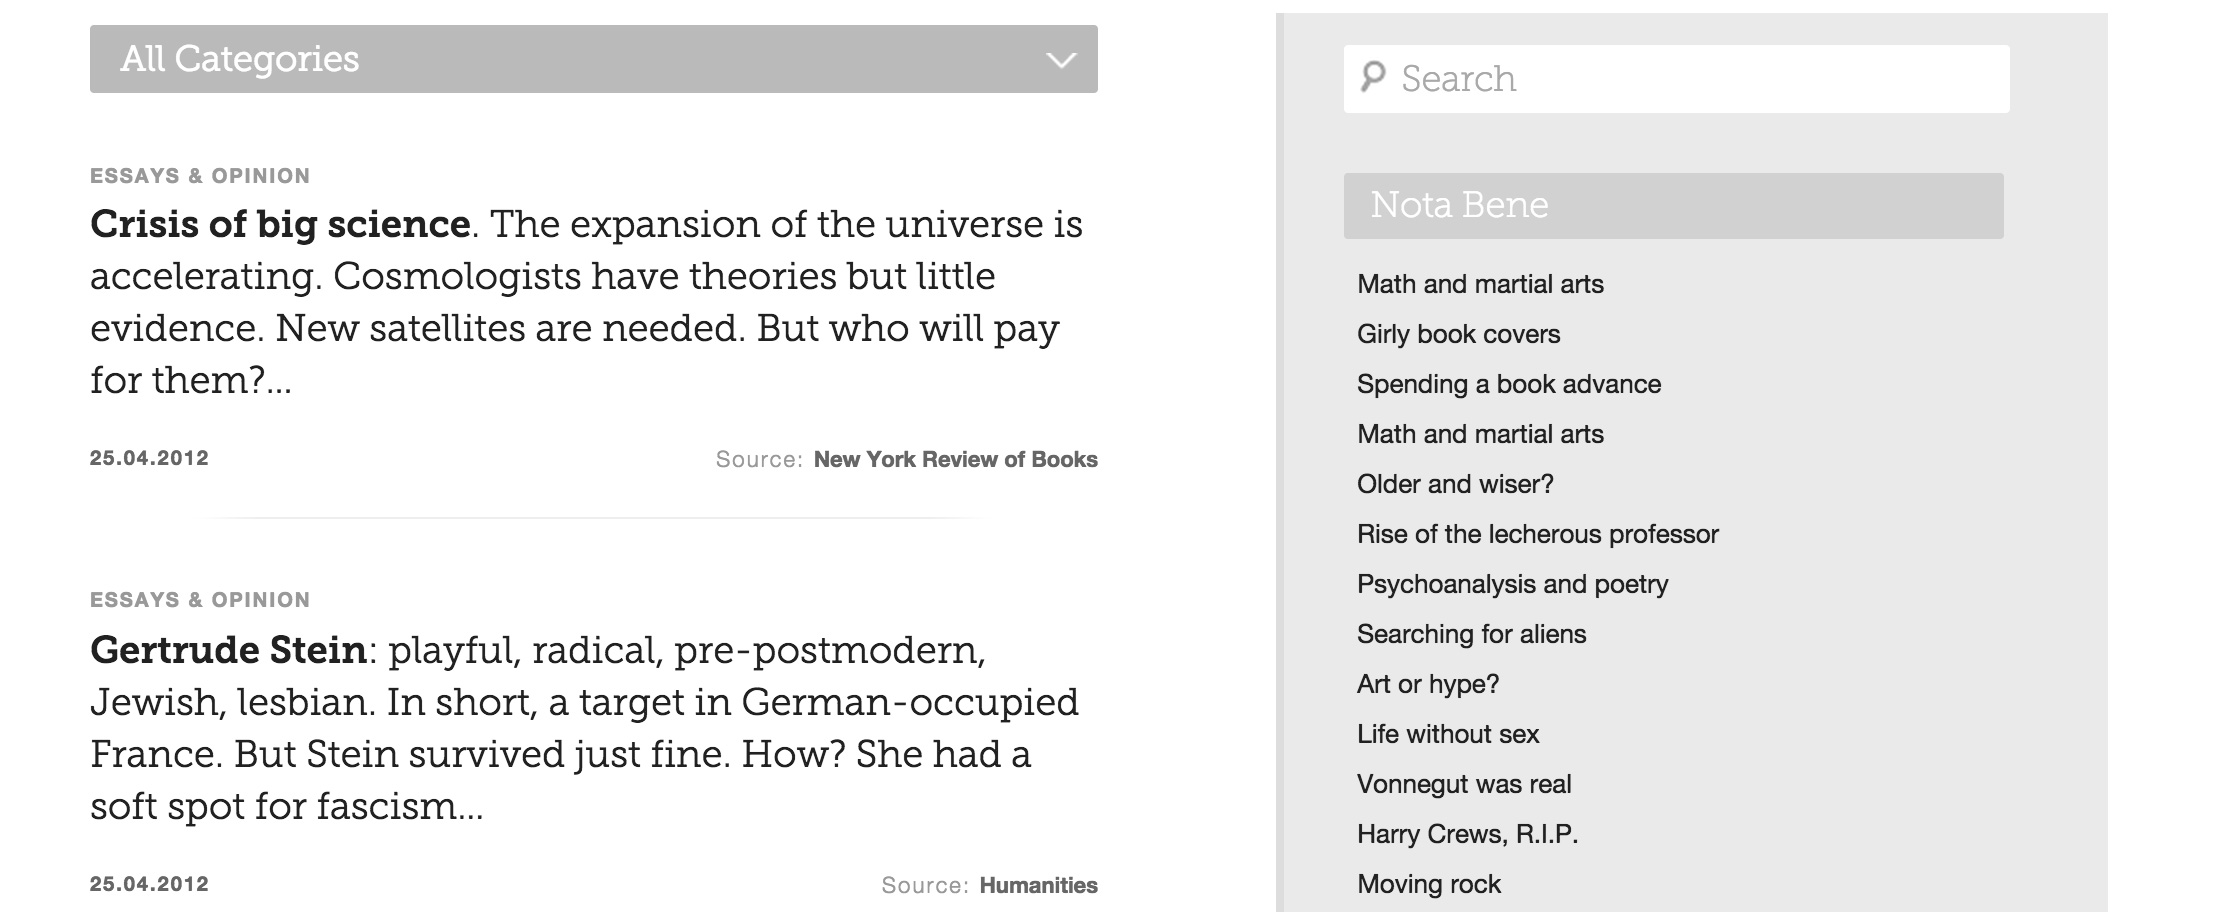 All Categories
ESSAYS & OPINION
Crisis of big science. The expansion of the universe is
accelerating. Cosmologists have theories but little
evidence. New satellites are needed. But who will pay
for them?...
25.04.2012
Source: New York Review of Books
ESSAYS & OPINION
Gertrude Stein: playful, radical, pre-postmodern,
Jewish, lesbian. In short, a target in German-occupied
France. But Stein survived just fine. How? She had a
soft spot for fascism...
25.04.2012
Source: Humanities
Search
Nota Bene
Math and martial arts
Girly book covers
Spending a book advance
Math and martial arts
Older and wiser?
Rise of the lecherous professor
Psychoanalysis and poetry
Searching for aliens
Art or hype?
Life without sex
Vonnegut was real
Harry Crews, R.I.P.
Moving rock